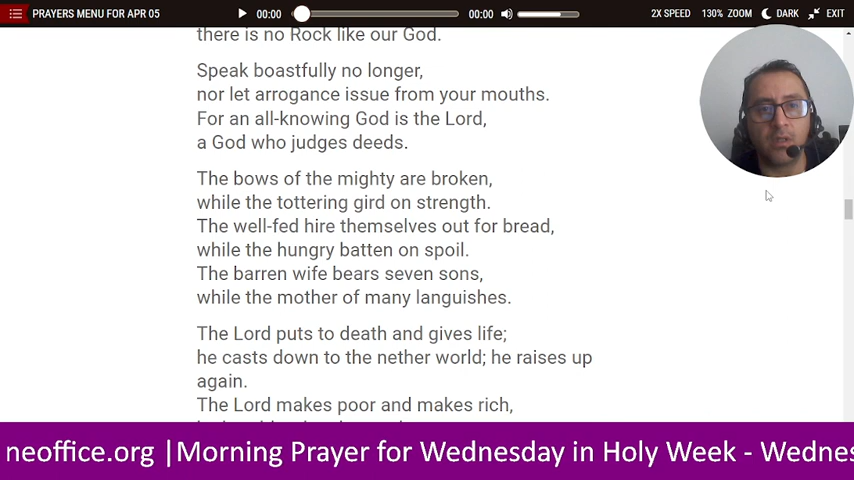 PRAYERS MENU FOR APR 05 00:00 00:00 2X SPEED 130% ZOOM DARK EXIT
there is no Rock like our God.
Speak boastfully no longer,
nor let arrogance issue from your mouths.
For an all-knowing God is the Lord,
a God who judges deeds.
The bows of the mighty are broken,
while the tottering gird on strength.
The well-fed hire themselves out for bread,
while the hungry batten on spoil.
The barren wife bears seven sons,
while the mother of many languishes.
The Lord puts to death and gives life;
he casts down to the nether world; he raises up
again.
The Lord makes poor and makes rich,
neoffice.org | Morning Prayer for Wednesday in Holy Week - Wednes